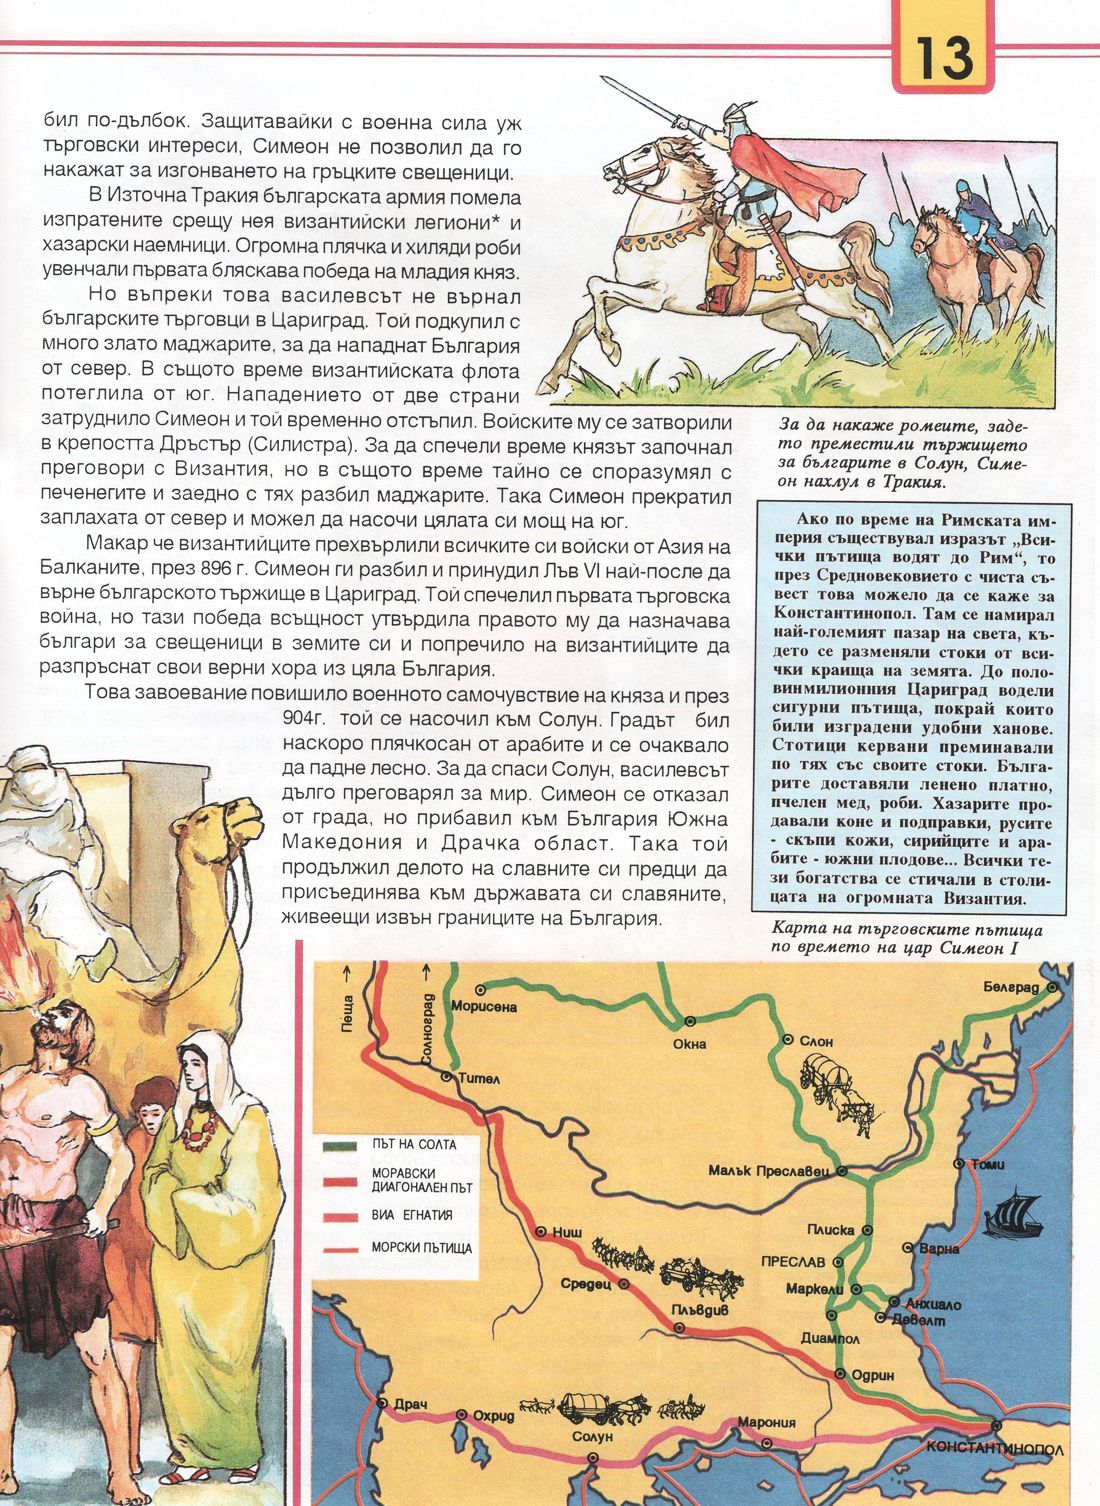 13
бил по-дълбок. Защитавайки с военна сила уж
търговски интереси, Симеон не позволил да го
накажат за изгонването на гръцките свещеници.
В Източна Тракия българската армия помела
изпратените срещу нея византийски легиони* и
хазарски наемници. Огромна плячка и хиляди роби
увенчали първата бляскава победа на младия княз.
Но въпреки това василевсът не върнал
българските търговци в Цариград. Той подкупил с
много злато маджарите, за да нападнат България
от север. В същото време византийската флота
потеглила от юг. Нападението от две страни
затруднило Симеон и той временно отстъпил. Войските му се затворили
в крепостта Дръстър (Силистра). За да спечели време князът започнал
преговори с Византия, но в същото време тайно се споразумял с
печенегите и заедно с тях разбил маджарите. Така Симеон прекратил
заплахата от север и можел да насочи цялата си мощ на юг.
Макар че византийците прехвърлили всичките си войски от Азия на
Балканите, през 896 г. Симеон ги разбил и принудил Лъв VI най-после да
върне българското тържище в Цариград. Той спечелил първата търговска
война, но тази победа всъщност утвърдила правото му да назначава
българи за свещеници в земите си и попречило на византийците да
разпръснат свои верни хора из цяла България.
Това завоевание повишило военното самочувствие на княза и през
904г. той се насочил към Солун. Градът бил
наскоро плячкосан от арабите и се очаквало
да падне лесно. За да спаси Солун, василевсът
дълго преговарял за мир. Симеон се отказал
от града, но прибавил към България Южна
Македония и Драчка област. Така той
продължил делото на славните си предци да
присъединява към държавата си славяните,
живеещи извън границите на България.
За да накаже ромеите, заде-
то преместили тържището
за българите в Солун, Симе-
он нахлул в Тракия.
Ако по време на Римската им-
перия съществувал изразът „Вси-
чки пътища водят до Рим“, то
през Средновековието с чиста съ-
вест това можело да се каже за
Константинопол. Там се намирал
най-големият пазар на света, къ-
дето се разменяли стоки от вси-
чки краища на земята. До поло-
винмилионния Цариград водели
сигурни пътища, покрай които
били изградени удобни ханове.
Стотици кервани преминавали
по тях със своите стоки. Бълга-
рите доставяли ленено платно,
пчелен мед, роби. Хазарите про-
давали коне и подправки, русите
- скъпи кожи, сирийците и ара-
бите - южни плодове... Всички те-
зи богатства се стичали в столи-
цата на огромната Византия.
Карта на търговските пътища
по времето на цар Симеон I
Пеща
Солноград
Морисена
Окна
Слон
Белград
Тител
ПЪТ НА СОЛТА
МОРАВСКИ
ДИАГОНАЛЕН ПЪТ
ВИА ЕГНАТИЯ
МОРСКИ ПЪТИЩА
Малък Преславец
Томи
Ниш
Плиска
Варна
ПРЕСЛАВ
Средец
Маркели
Анхиало
Девелт
Пльвдив
Диампол
Одрин
Драч
Охрид
Солун
Марония
КОНСТАНТИНОПОЛ